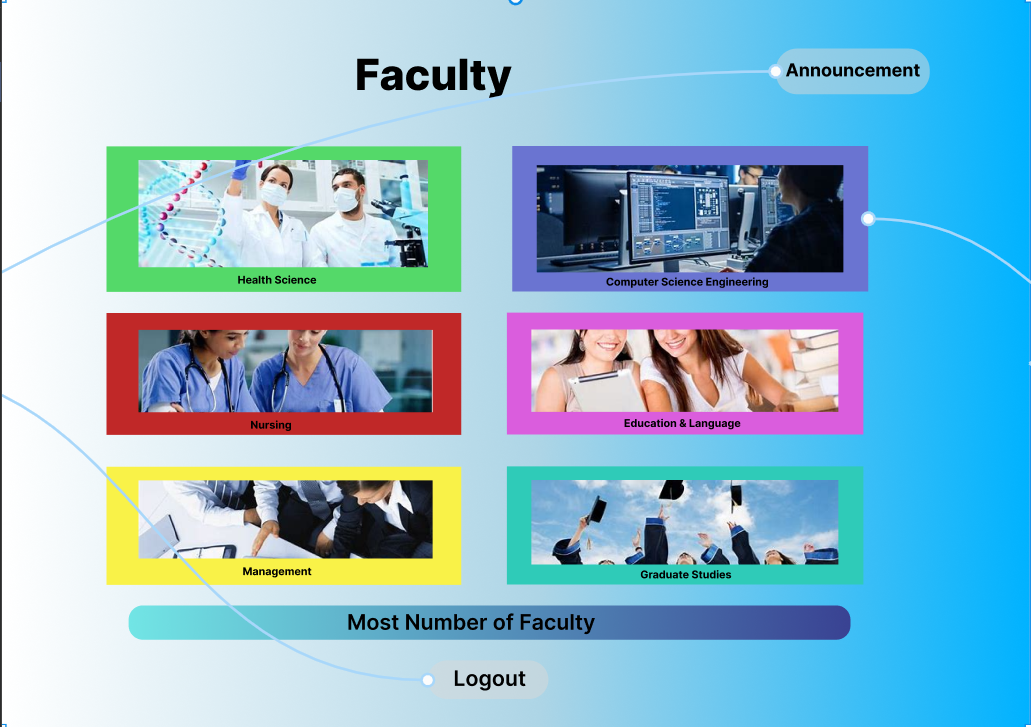 Faculty
Announcement
Health Science
Computer Science Engineering
Nursing
Education & Language
Management
Graduate Studies
Most Number of Faculty
Logout